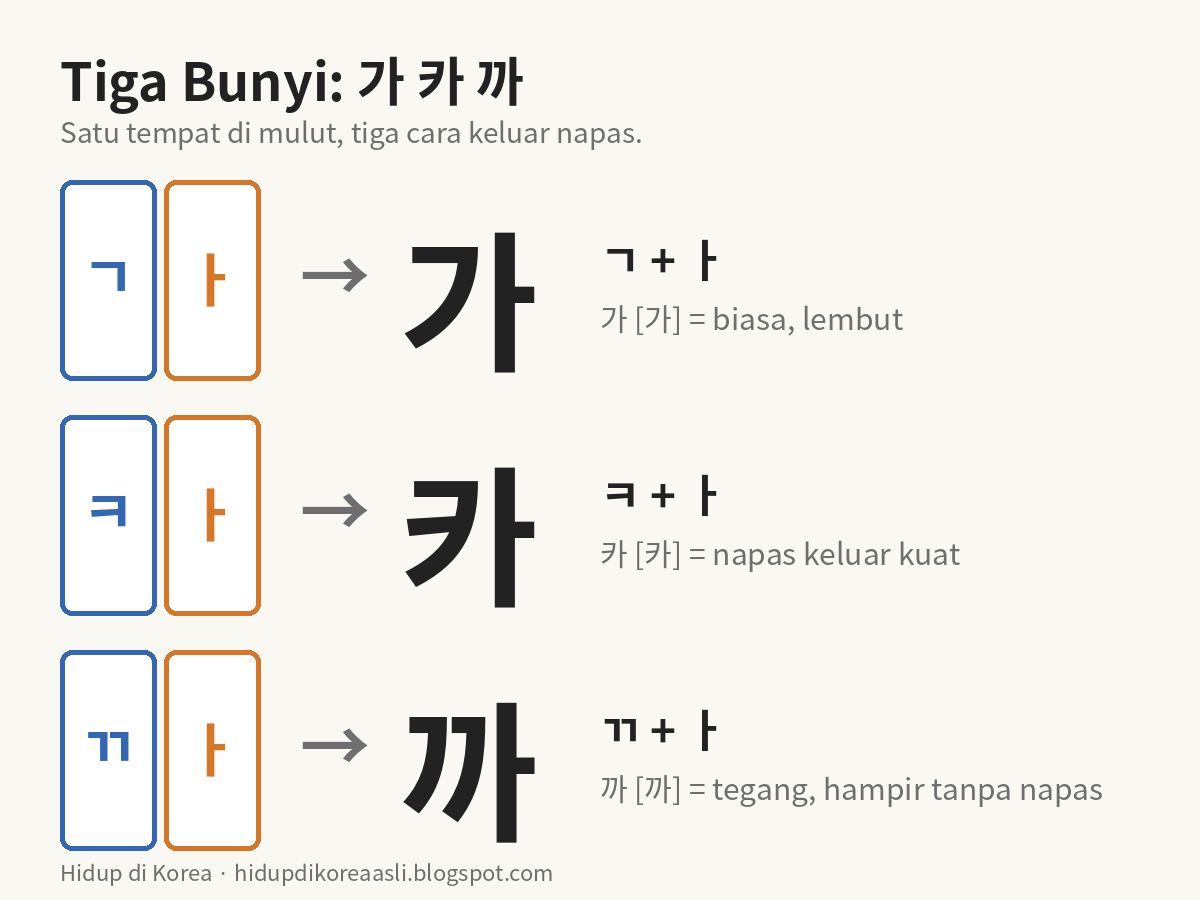 Tiga Bunyi: 가 카 까
Satu tempat di mulut, tiga cara keluar napas.
ㄱ ㅏ → 가 ㄱ + ㅏ
가 [가] = biasa, lembut
ㅋ ㅏ → 카 ㅋ + ㅏ
카 [카] = napas keluar kuat
ㄲ ㅏ → 까 ㄲ + ㅏ
까 [까] = tegang, hampir tanpa napas
Hidup di Korea · hidupdikoreaasli.blogspot.com